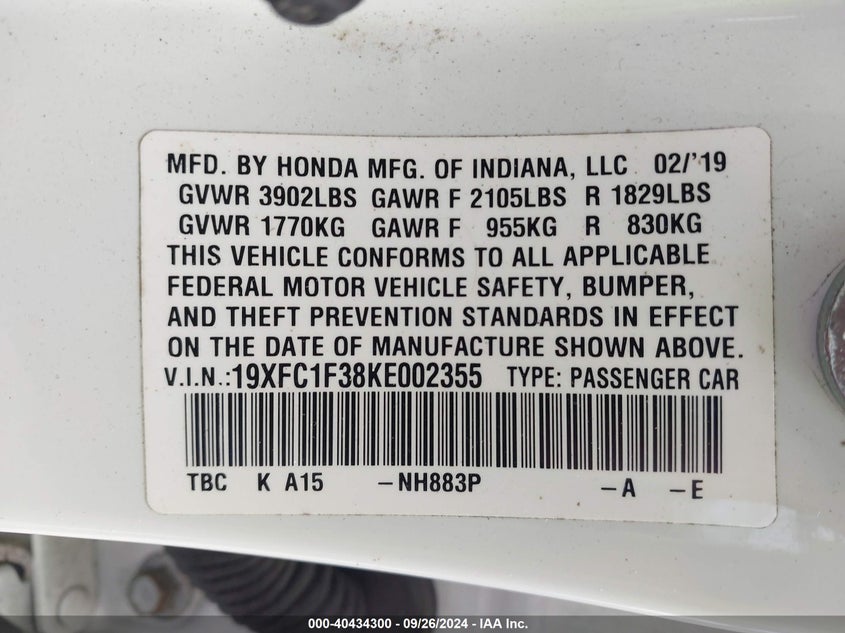 MFD. BY HONDA MFG. OF INDIANA, LLC 02/'19
GVWR 3902LBS GAWR F 2105LBS R 1829LBS
GVWR 1770KG GAWR F 955KG R 830KG
THIS VEHICLE CONFORMS TO ALL APPLICABLE
FEDERAL MOTOR VEHICLE SAFETY, BUMPER,
AND THEFT PREVENTION STANDARDS IN EFFECT
ON THE DATE OF MANUFACTURE SHOWN ABOVE.
V.I.N.:19XFC1F38KE002355 TYPE: PASSENGER CAR
TBC K A15 -NH883P -A -E
000-40434300 - 09/26/2024 - IAA Inc.